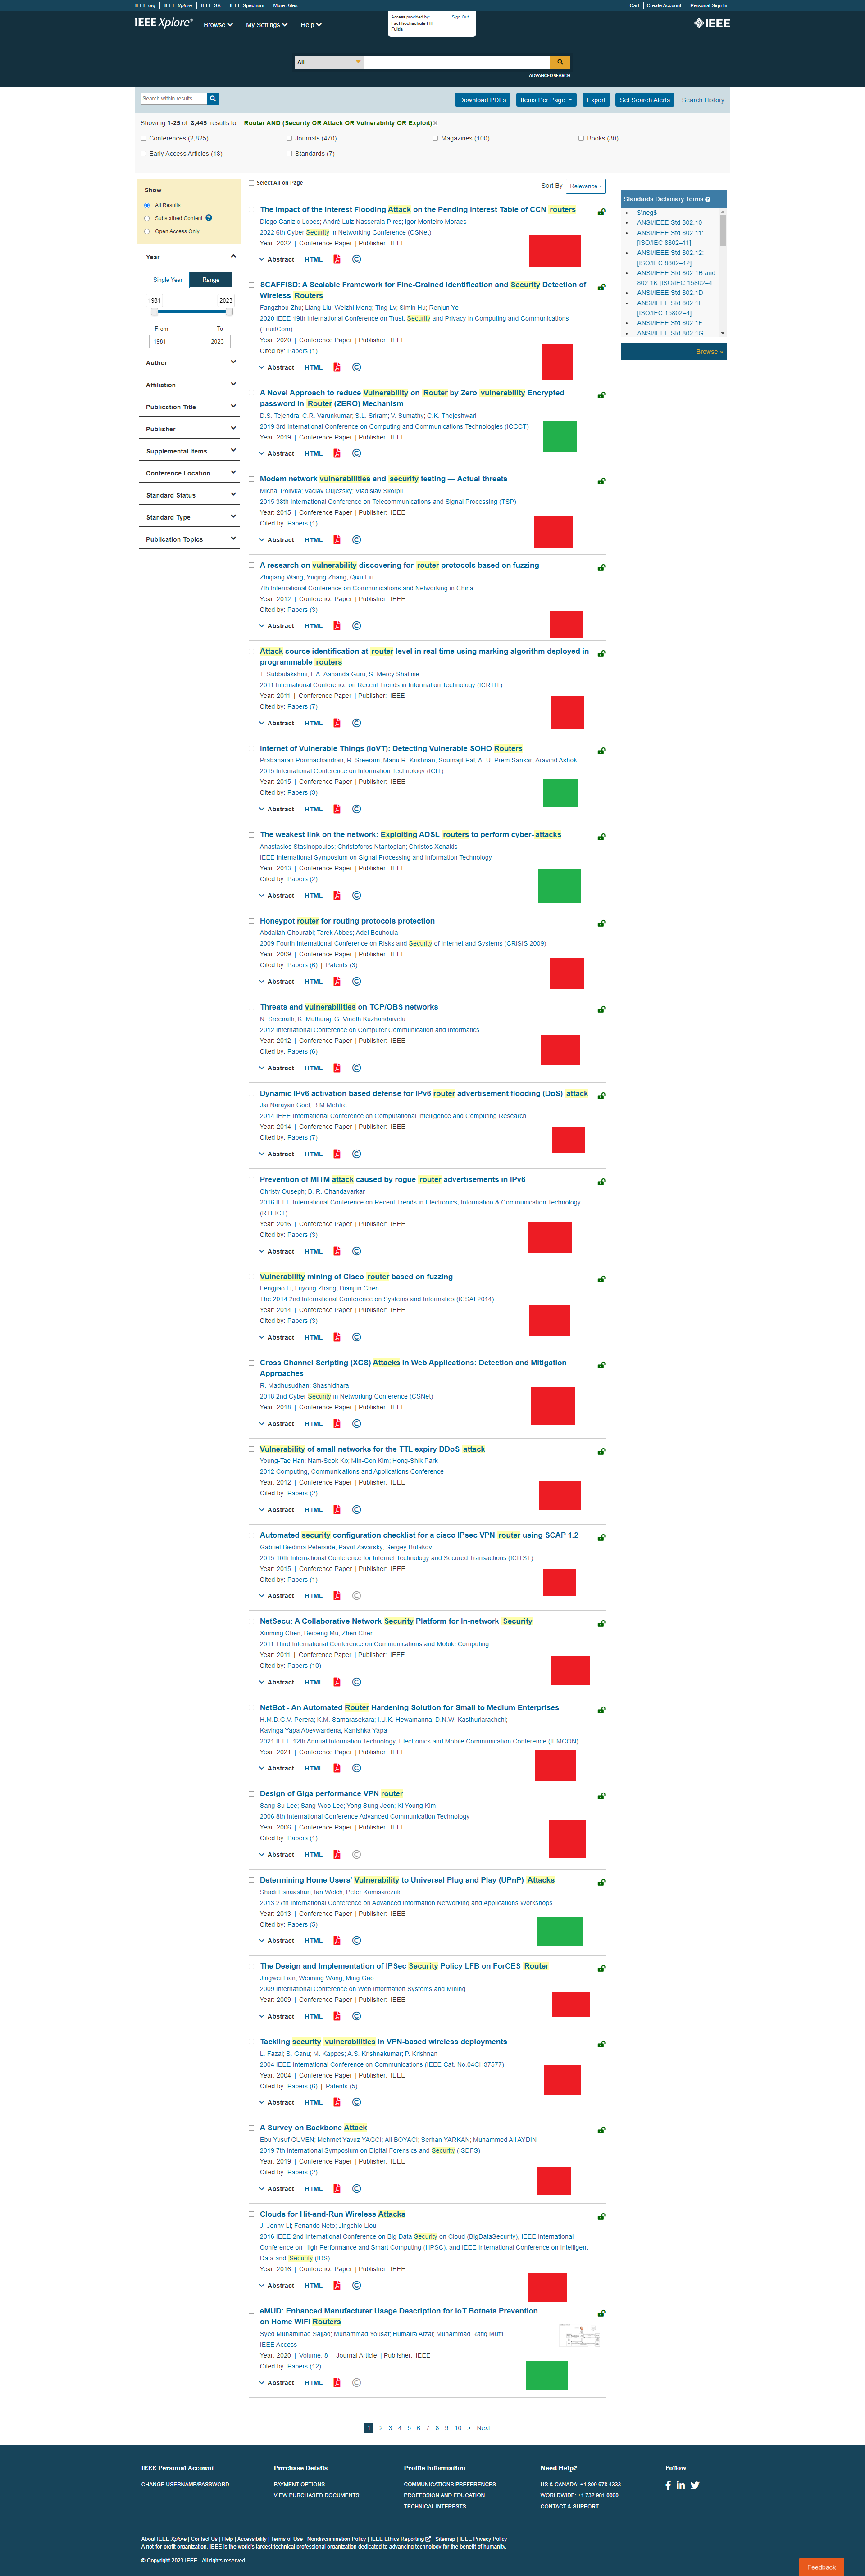 IEEE.org IEEE Xplore IEEE SA IEEE Spectrum More Sites Cart Create Account Personal Sign In
IEEE Xplore® Browse My Settings Help Access provided by: Sign Out IEEE
Fachhochschule FH
Fulda
All
ADVANCED SEARCH
Search within results Download PDFs Items Per Page Export Set Search Alerts Search History
Showing 1-25 of 3,445 results for Router AND (Security OR Attack OR Vulnerability OR Exploit) ×
Conferences (2,825) Journals (470) Magazines (100) Books (30)
Early Access Articles (13) Standards (7)
Show
All Results
Subscribed Content
Open Access Only
Year
Single Year Range
1981 2023
From To
1981 2023
Author
Affiliation
Publication Title
Publisher
Supplemental Items
Conference Location
Standard Status
Standard Type
Publication Topics
Select All on Page Sort By Relevance
The Impact of the Interest Flooding Attack on the Pending Interest Table of CCN routers
Diego Canizio Lopes; André Luiz Nasserala Pires; Igor Monteiro Moraes
2022 6th Cyber Security in Networking Conference (CSNet)
Year: 2022 | Conference Paper | Publisher: IEEE
Abstract HTML
SCAFFISD: A Scalable Framework for Fine-Grained Identification and Security Detection of
Wireless Routers
Fangzhou Zhu; Liang Liu; Weizhi Meng; Ting Lv; Simin Hu; Renjun Ye
2020 IEEE 19th International Conference on Trust, Security and Privacy in Computing and Communications
(TrustCom)
Year: 2020 | Conference Paper | Publisher: IEEE
Cited by: Papers (1)
Abstract HTML
A Novel Approach to reduce Vulnerability on Router by Zero vulnerability Encrypted
password in Router (ZERO) Mechanism
D.S. Tejendra; C.R. Varunkumar; S.L. Sriram; V. Sumathy; C.K. Thejeshwari
2019 3rd International Conference on Computing and Communications Technologies (ICCCT)
Year: 2019 | Conference Paper | Publisher: IEEE
Abstract HTML
Modem network vulnerabilities and security testing — Actual threats
Michal Polivka; Vaclav Oujezsky; Vladislav Skorpil
2015 38th International Conference on Telecommunications and Signal Processing (TSP)
Year: 2015 | Conference Paper | Publisher: IEEE
Cited by: Papers (1)
Abstract HTML
A research on vulnerability discovering for router protocols based on fuzzing
Zhiqiang Wang; Yuqing Zhang; Qixu Liu
7th International Conference on Communications and Networking in China
Year: 2012 | Conference Paper | Publisher: IEEE
Cited by: Papers (3)
Abstract HTML
Attack source identification at router level in real time using marking algorithm deployed in
programmable routers
T. Subbulakshmi; I. A. Aananda Guru; S. Mercy Shalinie
2011 International Conference on Recent Trends in Information Technology (ICRTIT)
Year: 2011 | Conference Paper | Publisher: IEEE
Cited by: Papers (7)
Abstract HTML
Internet of Vulnerable Things (IoVT): Detecting Vulnerable SOHO Routers
Prabaharan Poornachandran; R. Sreeram; Manu R. Krishnan; Soumajit Pal; A. U. Prem Sankar; Aravind Ashok
2015 International Conference on Information Technology (ICIT)
Year: 2015 | Conference Paper | Publisher: IEEE
Cited by: Papers (3)
Abstract HTML
The weakest link on the network: Exploiting ADSL routers to perform cyber-attacks
Anastasios Stasinopoulos; Christoforos Ntantogian; Christos Xenakis
IEEE International Symposium on Signal Processing and Information Technology
Year: 2013 | Conference Paper | Publisher: IEEE
Cited by: Papers (2)
Abstract HTML
Honeypot router for routing protocols protection
Abdallah Ghourabi; Tarek Abbes; Adel Bouhoula
2009 Fourth International Conference on Risks and Security of Internet and Systems (CRiSIS 2009)
Year: 2009 | Conference Paper | Publisher: IEEE
Cited by: Papers (6) | Patents (3)
Abstract HTML
Threats and vulnerabilities on TCP/OBS networks
N. Sreenath; K. Muthuraj; G. Vinoth Kuzhandaivelu
2012 International Conference on Computer Communication and Informatics
Year: 2012 | Conference Paper | Publisher: IEEE
Cited by: Papers (6)
Abstract HTML
Dynamic IPv6 activation based defense for IPv6 router advertisement flooding (DoS) attack
Jai Narayan Goel; B M Mehtre
2014 IEEE International Conference on Computational Intelligence and Computing Research
Year: 2014 | Conference Paper | Publisher: IEEE
Cited by: Papers (7)
Abstract HTML
Prevention of MITM attack caused by rogue router advertisements in IPv6
Christy Ouseph; B. R. Chandavarkar
2016 IEEE International Conference on Recent Trends in Electronics, Information & Communication Technology
(RTEICT)
Year: 2016 | Conference Paper | Publisher: IEEE
Cited by: Papers (3)
Abstract HTML
Vulnerability mining of Cisco router based on fuzzing
Fengjiao Li; Luyong Zhang; Dianjun Chen
The 2014 2nd International Conference on Systems and Informatics (ICSAI 2014)
Year: 2014 | Conference Paper | Publisher: IEEE
Cited by: Papers (3)
Abstract HTML
Cross Channel Scripting (XCS) Attacks in Web Applications: Detection and Mitigation
Approaches
R. Madhusudhan; Shashidhara
2018 2nd Cyber Security in Networking Conference (CSNet)
Year: 2018 | Conference Paper | Publisher: IEEE
Abstract HTML
Vulnerability of small networks for the TTL expiry DDoS attack
Young-Tae Han; Nam-Seok Ko; Min-Gon Kim; Hong-Shik Park
2012 Computing, Communications and Applications Conference
Year: 2012 | Conference Paper | Publisher: IEEE
Cited by: Papers (2)
Abstract HTML
Automated security configuration checklist for a cisco IPsec VPN router using SCAP 1.2
Gabriel Biedima Peterside; Pavol Zavarsky; Sergey Butakov
2015 10th International Conference for Internet Technology and Secured Transactions (ICITST)
Year: 2015 | Conference Paper | Publisher: IEEE
Cited by: Papers (1)
Abstract HTML
NetSecu: A Collaborative Network Security Platform for In-network Security
Xinming Chen; Beipeng Mu; Zhen Chen
2011 Third International Conference on Communications and Mobile Computing
Year: 2011 | Conference Paper | Publisher: IEEE
Cited by: Papers (10)
Abstract HTML
NetBot - An Automated Router Hardening Solution for Small to Medium Enterprises
H.M.D.G.V. Perera; K.M. Samarasekara; I.U.K. Hewamanna; D.N.W. Kasthuriarachchi;
Kavinga Yapa Abeywardena; Kanishka Yapa
2021 IEEE 12th Annual Information Technology, Electronics and Mobile Communication Conference (IEMCON)
Year: 2021 | Conference Paper | Publisher: IEEE
Abstract HTML
Design of Giga performance VPN router
Sang Su Lee; Sang Woo Lee; Yong Sung Jeon; Ki Young Kim
2006 8th International Conference Advanced Communication Technology
Year: 2006 | Conference Paper | Publisher: IEEE
Cited by: Papers (1)
Abstract HTML
Determining Home Users' Vulnerability to Universal Plug and Play (UPnP) Attacks
Shadi Esnaashari; Ian Welch; Peter Komisarczuk
2013 27th International Conference on Advanced Information Networking and Applications Workshops
Year: 2013 | Conference Paper | Publisher: IEEE
Cited by: Papers (5)
Abstract HTML
The Design and Implementation of IPSec Security Policy LFB on ForCES Router
Jingwei Lian; Weiming Wang; Ming Gao
2009 International Conference on Web Information Systems and Mining
Year: 2009 | Conference Paper | Publisher: IEEE
Abstract HTML
Tackling security vulnerabilities in VPN-based wireless deployments
L. Fazal; S. Ganu; M. Kappes; A.S. Krishnakumar; P. Krishnan
2004 IEEE International Conference on Communications (IEEE Cat. No.04CH37577)
Year: 2004 | Conference Paper | Publisher: IEEE
Cited by: Papers (6) | Patents (5)
Abstract HTML
A Survey on Backbone Attack
Ebu Yusuf GUVEN; Mehmet Yavuz YAGCI; Ali BOYACI; Serhan YARKAN; Muhammed Ali AYDIN
2019 7th International Symposium on Digital Forensics and Security (ISDFS)
Year: 2019 | Conference Paper | Publisher: IEEE
Cited by: Papers (2)
Abstract HTML
Clouds for Hit-and-Run Wireless Attacks
J. Jenny Li; Fenando Neto; Jingchio Liou
2016 IEEE 2nd International Conference on Big Data Security on Cloud (BigDataSecurity), IEEE International
Conference on High Performance and Smart Computing (HPSC), and IEEE International Conference on Intelligent
Data and Security (IDS)
Year: 2016 | Conference Paper | Publisher: IEEE
Abstract HTML
eMUD: Enhanced Manufacturer Usage Description for IoT Botnets Prevention
on Home WiFi Routers
Syed Muhammad Sajjad; Muhammad Yousaf; Humaira Afzal; Muhammad Rafiq Mufti
IEEE Access
Year: 2020 | Volume: 8 | Journal Article | Publisher: IEEE
Cited by: Papers (12)
Abstract HTML
Standards Dictionary Terms
$\neg$
ANSI/IEEE Std 802.10
ANSI/IEEE Std 802.11:
[ISO/IEC 8802–11]
ANSI/IEEE Std 802.12:
[ISO/IEC 8802–12]
ANSI/IEEE Std 802.1B and
802.1K [ISO/IEC 15802–4
ANSI/IEEE Std 802.1D
ANSI/IEEE Std 802.1E
[ISO/IEC 15802–4]
ANSI/IEEE Std 802.1F
ANSI/IEEE Std 802.1G
Browse »
1 2 3 4 5 6 7 8 9 10 > Next
IEEE Personal Account Purchase Details Profile Information Need Help? Follow
CHANGE USERNAME/PASSWORD PAYMENT OPTIONS COMMUNICATIONS PREFERENCES US & CANADA: +1 800 678 4333
VIEW PURCHASED DOCUMENTS PROFESSION AND EDUCATION WORLDWIDE: +1 732 981 0060
TECHNICAL INTERESTS CONTACT & SUPPORT
About IEEE Xplore | Contact Us | Help | Accessibility | Terms of Use | Nondiscrimination Policy | IEEE Ethics Reporting | Sitemap | IEEE Privacy Policy
A not-for-profit organization, IEEE is the world's largest technical professional organization dedicated to advancing technology for the benefit of humanity.
© Copyright 2023 IEEE - All rights reserved.
Feedback